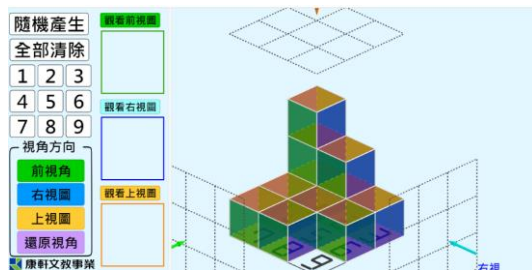 隨機產生
全部清除
1 2 3
4 5 6
7 8 9
視角方向
前視角
右視圖
上視圖
還原視角
康軒文教事業
觀看前視圖
觀看右視圖
觀看上視圖
右視